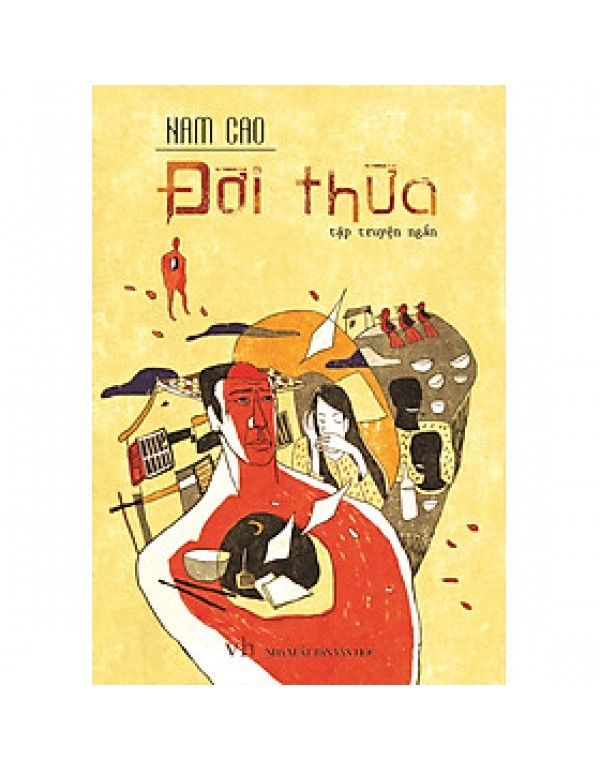 NAM CAO
Đời thừa
tập truyện ngắn
vh NHÀ XUẤT BẢN VĂN HỌC